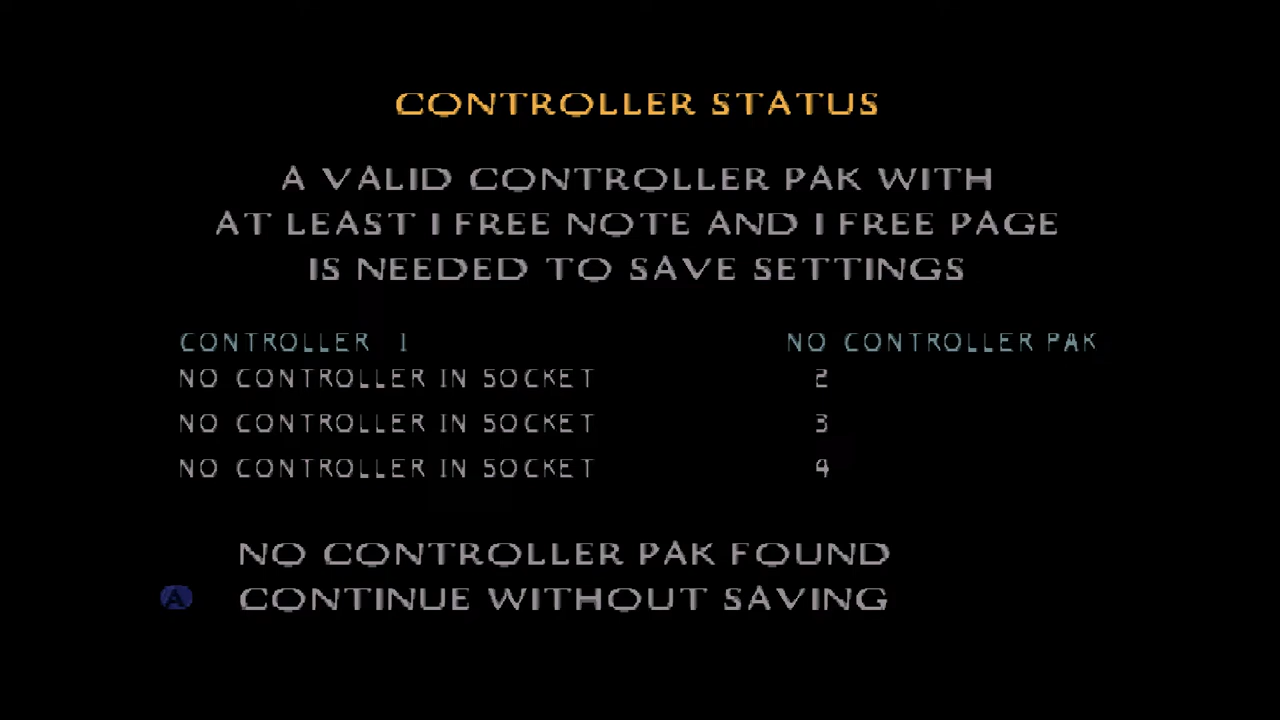 CONTROLLER STATUS
A VALID CONTROLLER PAK WITH
AT LEAST 1 FREE NOTE AND 1 FREE PAGE
IS NEEDED TO SAVE SETTINGS
CONTROLLER 1 NO CONTROLLER PAK
NO CONTROLLER IN SOCKET 2
NO CONTROLLER IN SOCKET 3
NO CONTROLLER IN SOCKET 4
NO CONTROLLER PAK FOUND
A CONTINUE WITHOUT SAVING